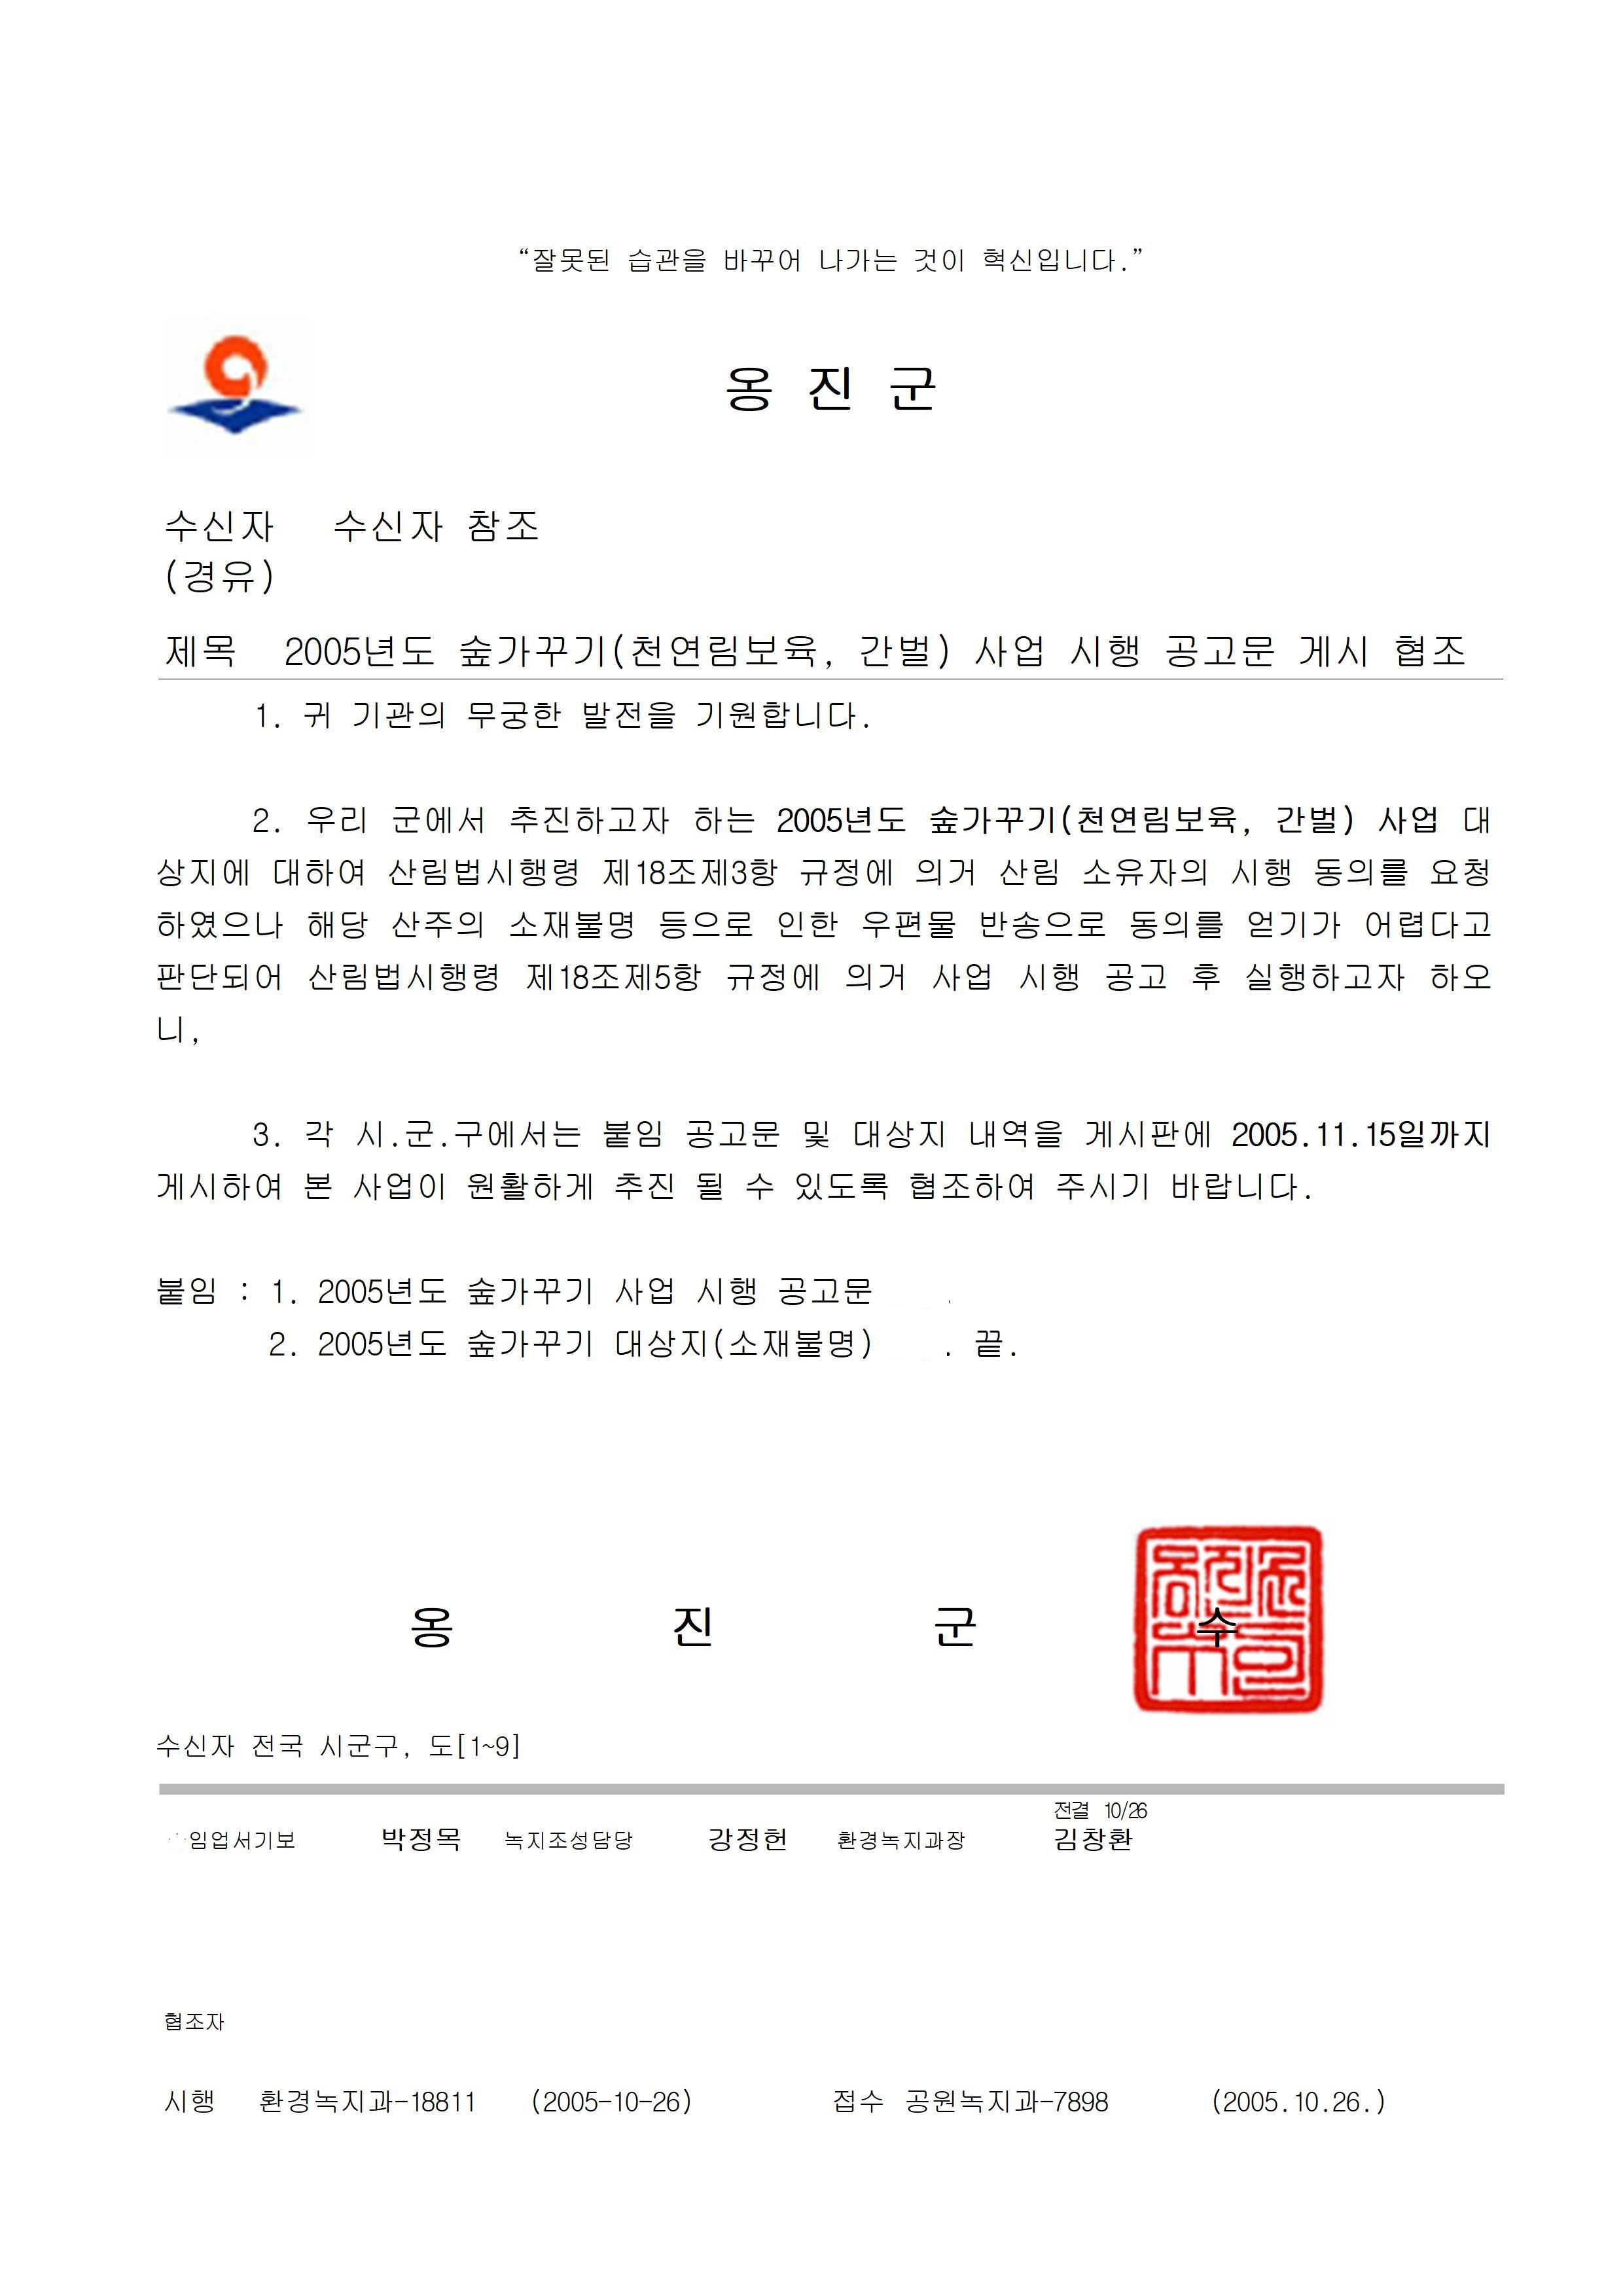 “잘못된 습관을 바꾸어 나가는 것이 혁신입니다.”
옹 진 군
수신자 수신자 참조
(경유)
제목 2005년도 숲가꾸기(천연림보육, 간벌) 사업 시행 공고문 게시 협조
1. 귀 기관의 무궁한 발전을 기원합니다.
2. 우리 군에서 추진하고자 하는 2005년도 숲가꾸기(천연림보육, 간벌) 사업 대
상지에 대하여 산림법시행령 제18조제3항 규정에 의거 산림 소유자의 시행 동의를 요청
하였으나 해당 산주의 소재불명 등으로 인한 우편물 반송으로 동의를 얻기가 어렵다고
판단되어 산림법시행령 제18조제5항 규정에 의거 사업 시행 공고 후 실행하고자 하오
니,
3. 각 시.군.구에서는 붙임 공고문 및 대상지 내역을 게시판에 2005.11.15일까지
게시하여 본 사업이 원활하게 추진 될 수 있도록 협조하여 주시기 바랍니다.
붙임 : 1. 2005년도 숲가꾸기 사업 시행 공고문 .
2. 2005년도 숲가꾸기 대상지(소재불명) . 끝.
옹 진 군 수
수신자 전국 시군구, 도[1~9]
전결 10/26
임업서기보 박정목 녹지조성담당 강정헌 환경녹지과장 김창환
협조자
시행 환경녹지과-18811 (2005-10-26) 접수 공원녹지과-7898 (2005.10.26.)